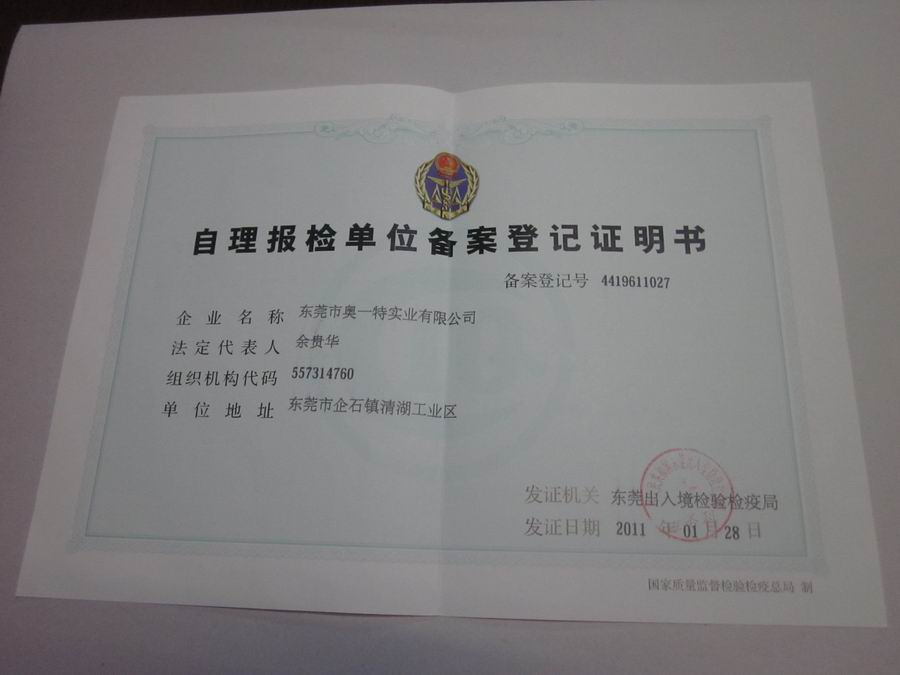 自理报检单位备案登记证明书
备案登记号 4419611027
企业名称 东莞市奥一特实业有限公司
法定代表人 余贵华
组织机构代码 557314760
单位地址 东莞市企石镇清湖工业区
发证机关 东莞出入境检验检疫局
发证日期 2011 年 01 月 28 日
国家质量监督检验检疫总局 制